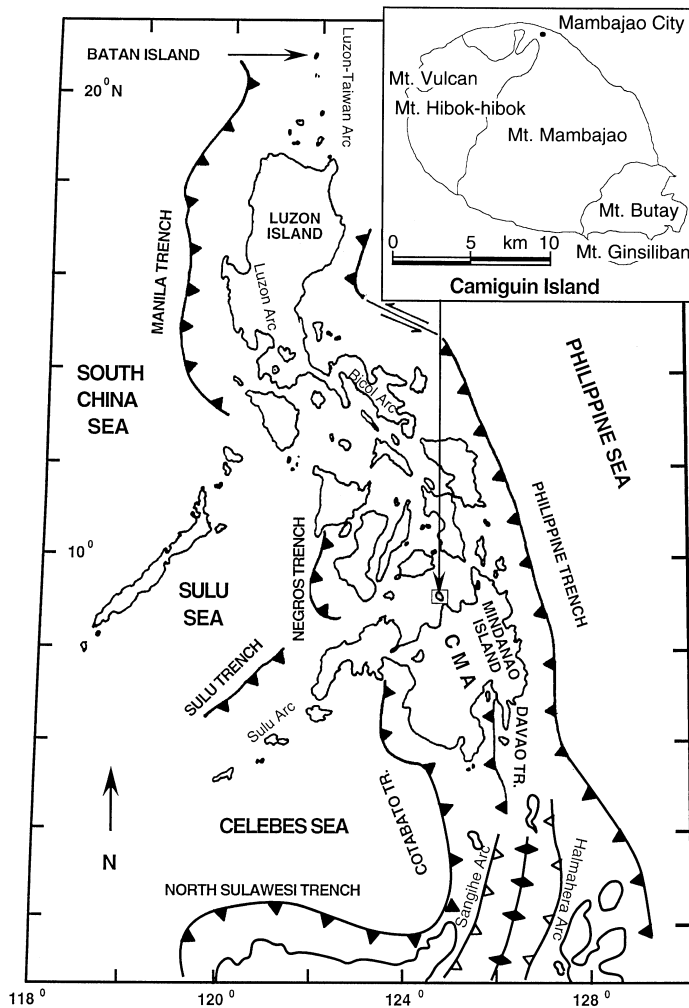 BATAN ISLAND
20°N
Luzon-Taiwan Arc
Mambajao City
Mt. Vulcan
Mt. Hibok-hibok
Mt. Mambajao
Mt. Butay
Mt. Ginsiliban
0 5 km 10
Camiguin Island
LUZON
ISLAND
MANILA TRENCH
Luzon Arc
SOUTH
CHINA
SEA
Bicol Arc
PHILIPPINE SEA
PHILIPPINE TRENCH
10°
NEGROS TRENCH
SULU
SEA
MINDANAO
ISLAND
CMA
SULU TRENCH
Sulu Arc
DAVAO TR.
COTABATO TR.
CELEBES SEA
N
Sangihe Arc
Halmahera Arc
NORTH SULAWESI TRENCH
118° 120° 124° 128°